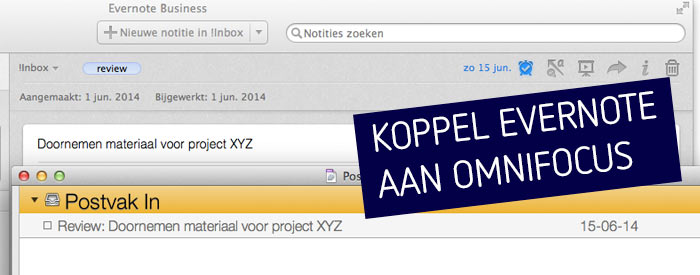 Evernote Business
Nieuwe notitie in !Inbox
Notities zoeken
!Inbox
review
zo 15 jun.
Aangemaakt: 1 jun. 2014 Bijgewerkt: 1 jun. 2014
Doornemen materiaal voor project XYZ
KOPPEL EVERNOTE
AAN OMNIFOCUS
Postvak In
Review: Doornemen materiaal voor project XYZ 15-06-14